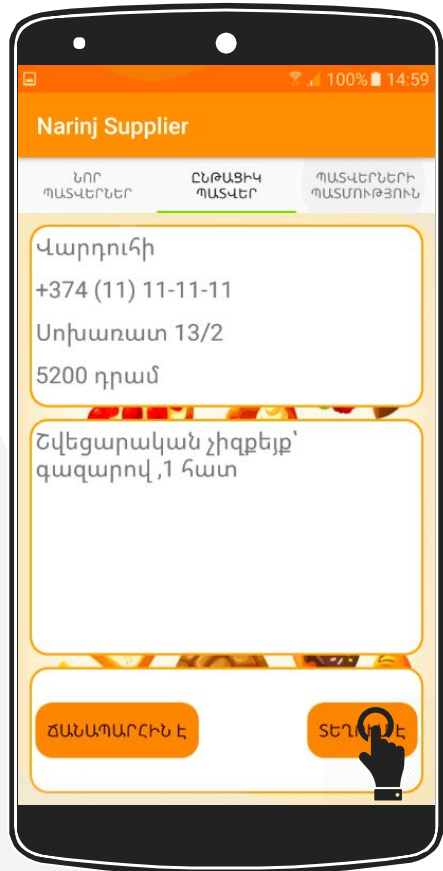 100% 14:59
Narinj Supplier
ՆՈՐ
ՊԱՏՎԵՐՆԵՐ
ԸՆԹԱՑԻԿ
ՊԱՏՎԵՐ
ՊԱՏՎԵՐՆԵՐԻ
ՊԱՏՄՈՒԹՅՈՒՆ
Վարդուհի
+374 (11) 11-11-11
Սոխառատ 13/2
5200 դրամ
Շվեցարական չիզքեյք՝
գազարով ,1 հատ
ՃԱՆԱՊԱՐՀԻՆ Է